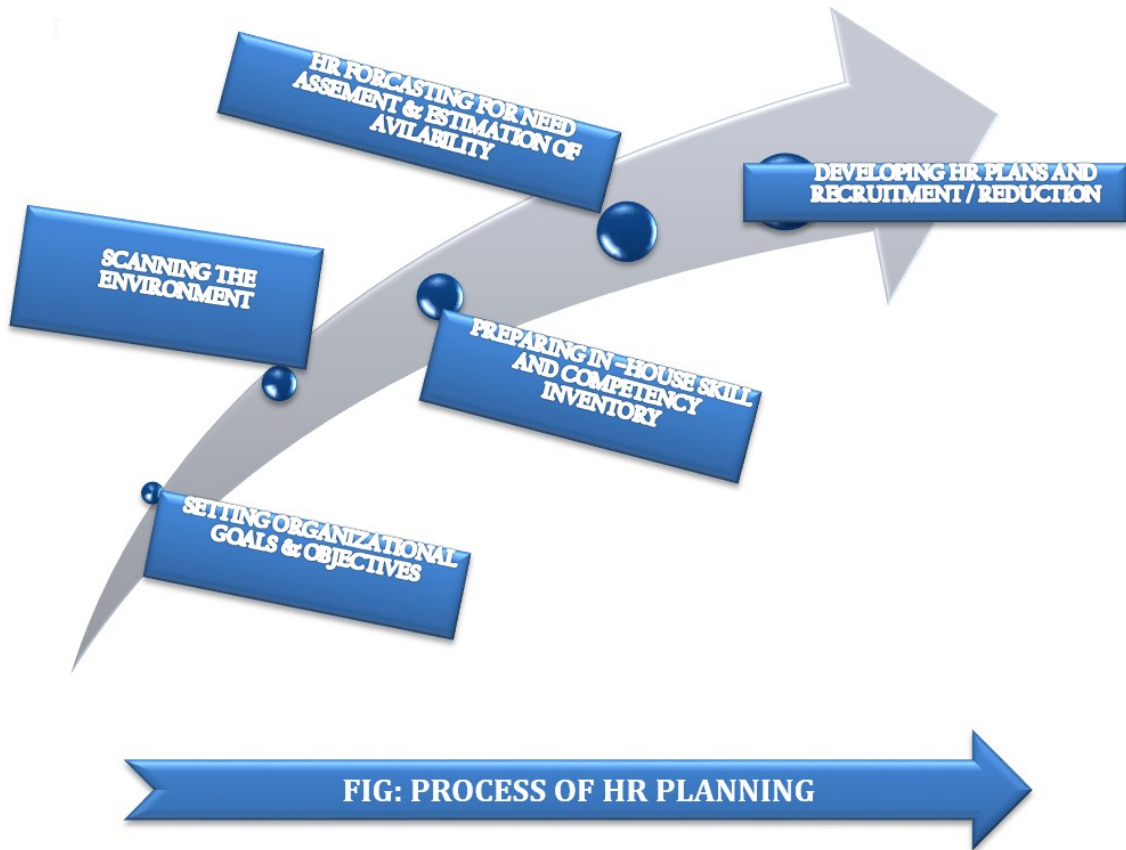 HR FORCASTING FOR NEED
ASSEMENT & ESTIMATION OF
AVILABILITY
DEVELOPING HR PLANS AND
RECRUITMENT / REDUCTION
SCANNING THE
ENVIRONMENT
PREPARING IN –HOUSE SKILL
AND COMPETENCY
INVENTORY
SETTING ORGANIZATIONAL
GOALS & OBJECTIVES
FIG: PROCESS OF HR PLANNING